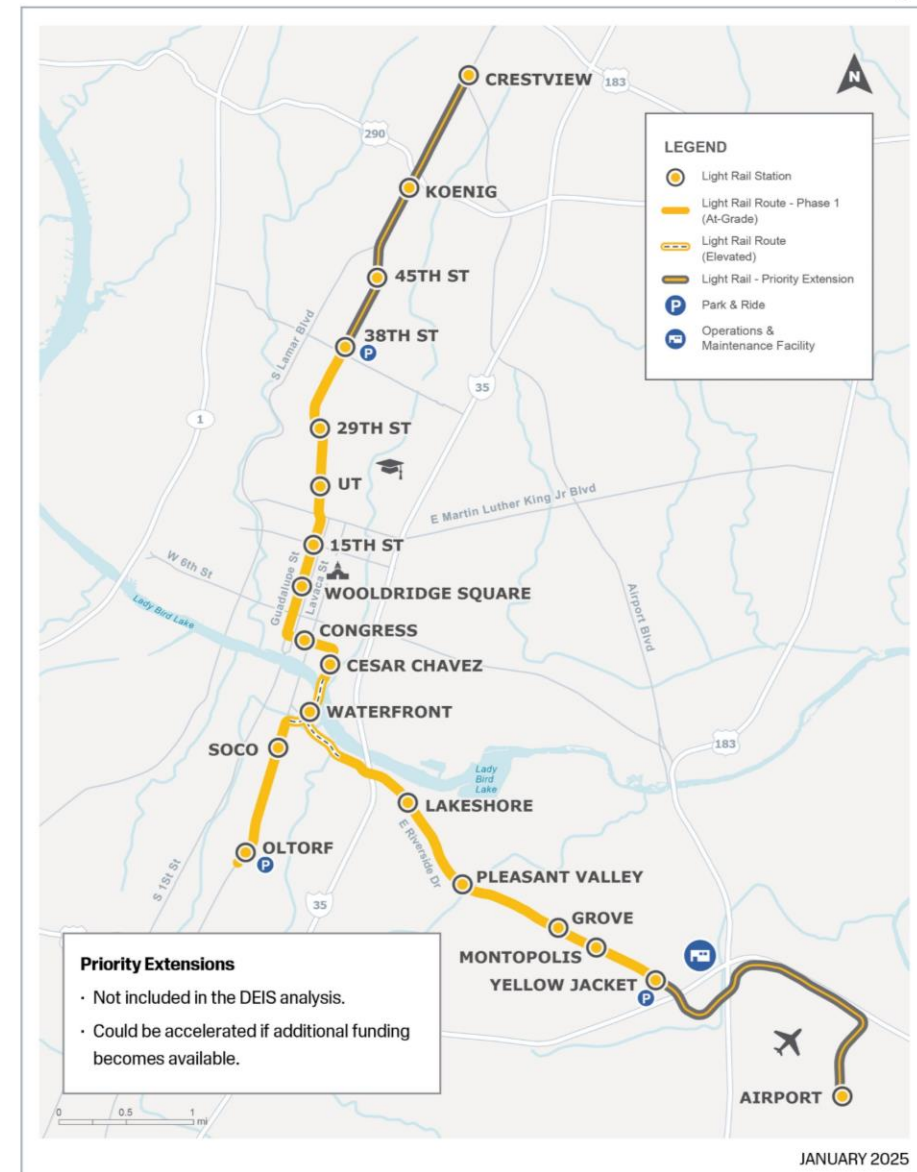 CRESTVIEW
183
N
290
KOENIG
LEGEND
Light Rail Station
Light Rail Route - Phase 1
(At-Grade)
Light Rail Route
(Elevated)
Light Rail - Priority Extension
P
Park & Ride
Operations &
Maintenance Facility
45TH ST
S Lamar Blvd
38TH ST
P
35
1
29TH ST
UT
E Martin Luther King Jr Blvd
15TH ST
W 6th St
Guadalupe St
Lavaca St
WOOLDRIDGE SQUARE
Airport Blvd
Lady Bird Lake
CONGRESS
CESAR CHAVEZ
WATERFRONT
183
SOCO
Lady
Bird
Lake
LAKESHORE
E Riverside Dr
OLTORF
P
S 1St St
PLEASANT VALLEY
35
GROVE
MONTOPOLIS
YELLOW JACKET
P
Priority Extensions
· Not included in the DEIS analysis.
· Could be accelerated if additional funding
becomes available.
AIRPORT
0 0.5 1
mi
JANUARY 2025